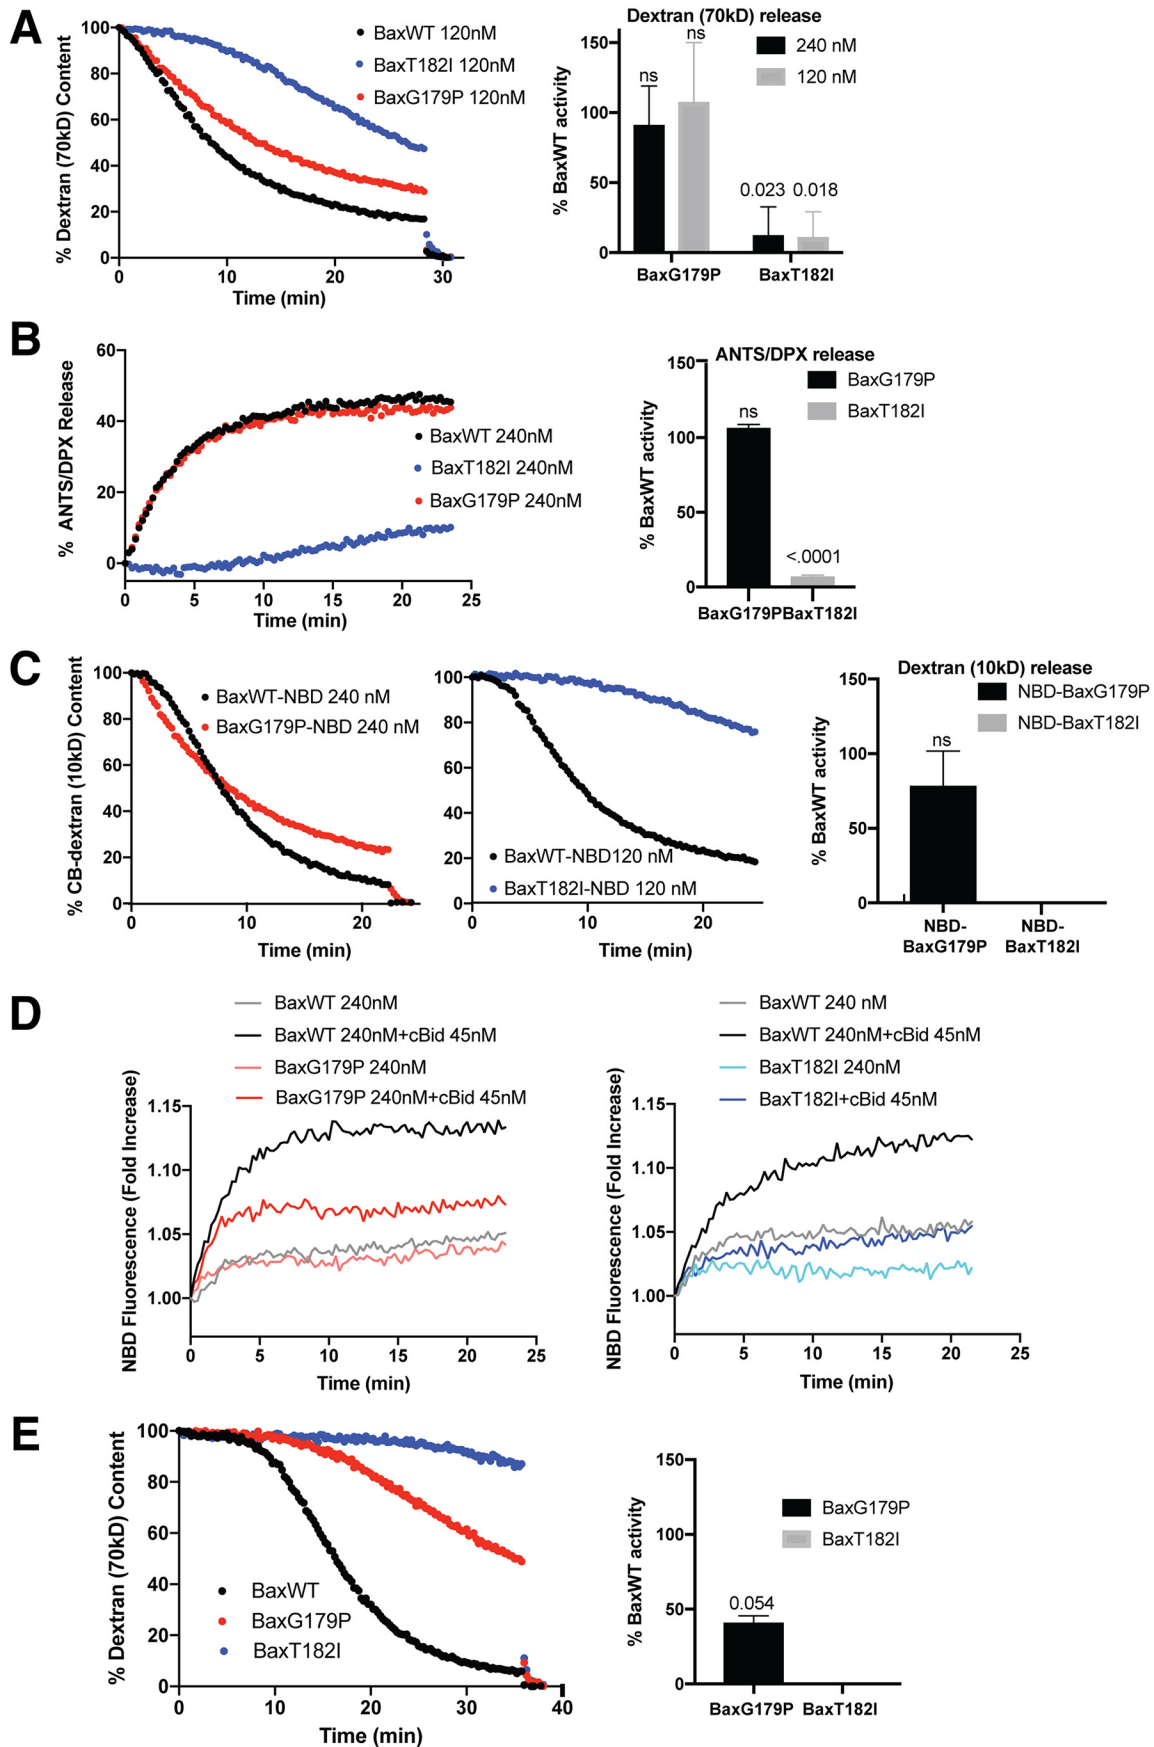 A
% Dextran (70kD) Content
100
80
60
40
20
0
0 10 20 30
Time (min)
BaxWT 120nM
BaxT182I 120nM
BaxG179P 120nM
Dextran (70kD) release
% BaxWT activity
150
100
50
0
ns
ns
0.023 0.018
240 nM
120 nM
BaxG179P BaxT182I
B
% ANTS/DPX Release
60
40
20
0
0 5 10 15 20 25
Time (min)
BaxWT 240nM
BaxT182I 240nM
BaxG179P 240nM
ANTS/DPX release
% BaxWT activity
150
100
50
0
ns
<.0001
BaxG179P
BaxT182I
BaxG179PBaxT182I
C
% CB-dextran (10kD) Content
100
80
60
40
20
0
0 10 20
Time (min)
BaxWT-NBD 240 nM
BaxG179P-NBD 240 nM
100
80
60
40
20
0
0 10 20
Time (min)
BaxWT-NBD120 nM
BaxT182I-NBD 120 nM
Dextran (10kD) release
% BaxWT activity
150
100
50
0
ns
NBD-BaxG179P
NBD-BaxT182I
NBD- NBD-
BaxG179P BaxT182I
D
BaxWT 240nM
BaxWT 240nM+cBid 45nM
BaxG179P 240nM
BaxG179P 240nM+cBid 45nM
NBD Fluorescence (Fold Increase)
1.15
1.10
1.05
1.00
0 5 10 15 20 25
Time (min)
BaxWT 240 nM
BaxWT 240nM+cBid 45nM
BaxT182I 240nM
BaxT182I+cBid 45nM
NBD Fluorescence (Fold Increase)
1.15
1.10
1.05
1.00
0 5 10 15 20 25
Time (min)
E
% Dextran (70kD) Content
100
80
60
40
20
0
0 10 20 30 40
Time (min)
BaxWT
BaxG179P
BaxT182I
% BaxWT activity
150
100
50
0
0.054
BaxG179P
BaxT182I
BaxG179P BaxT182I